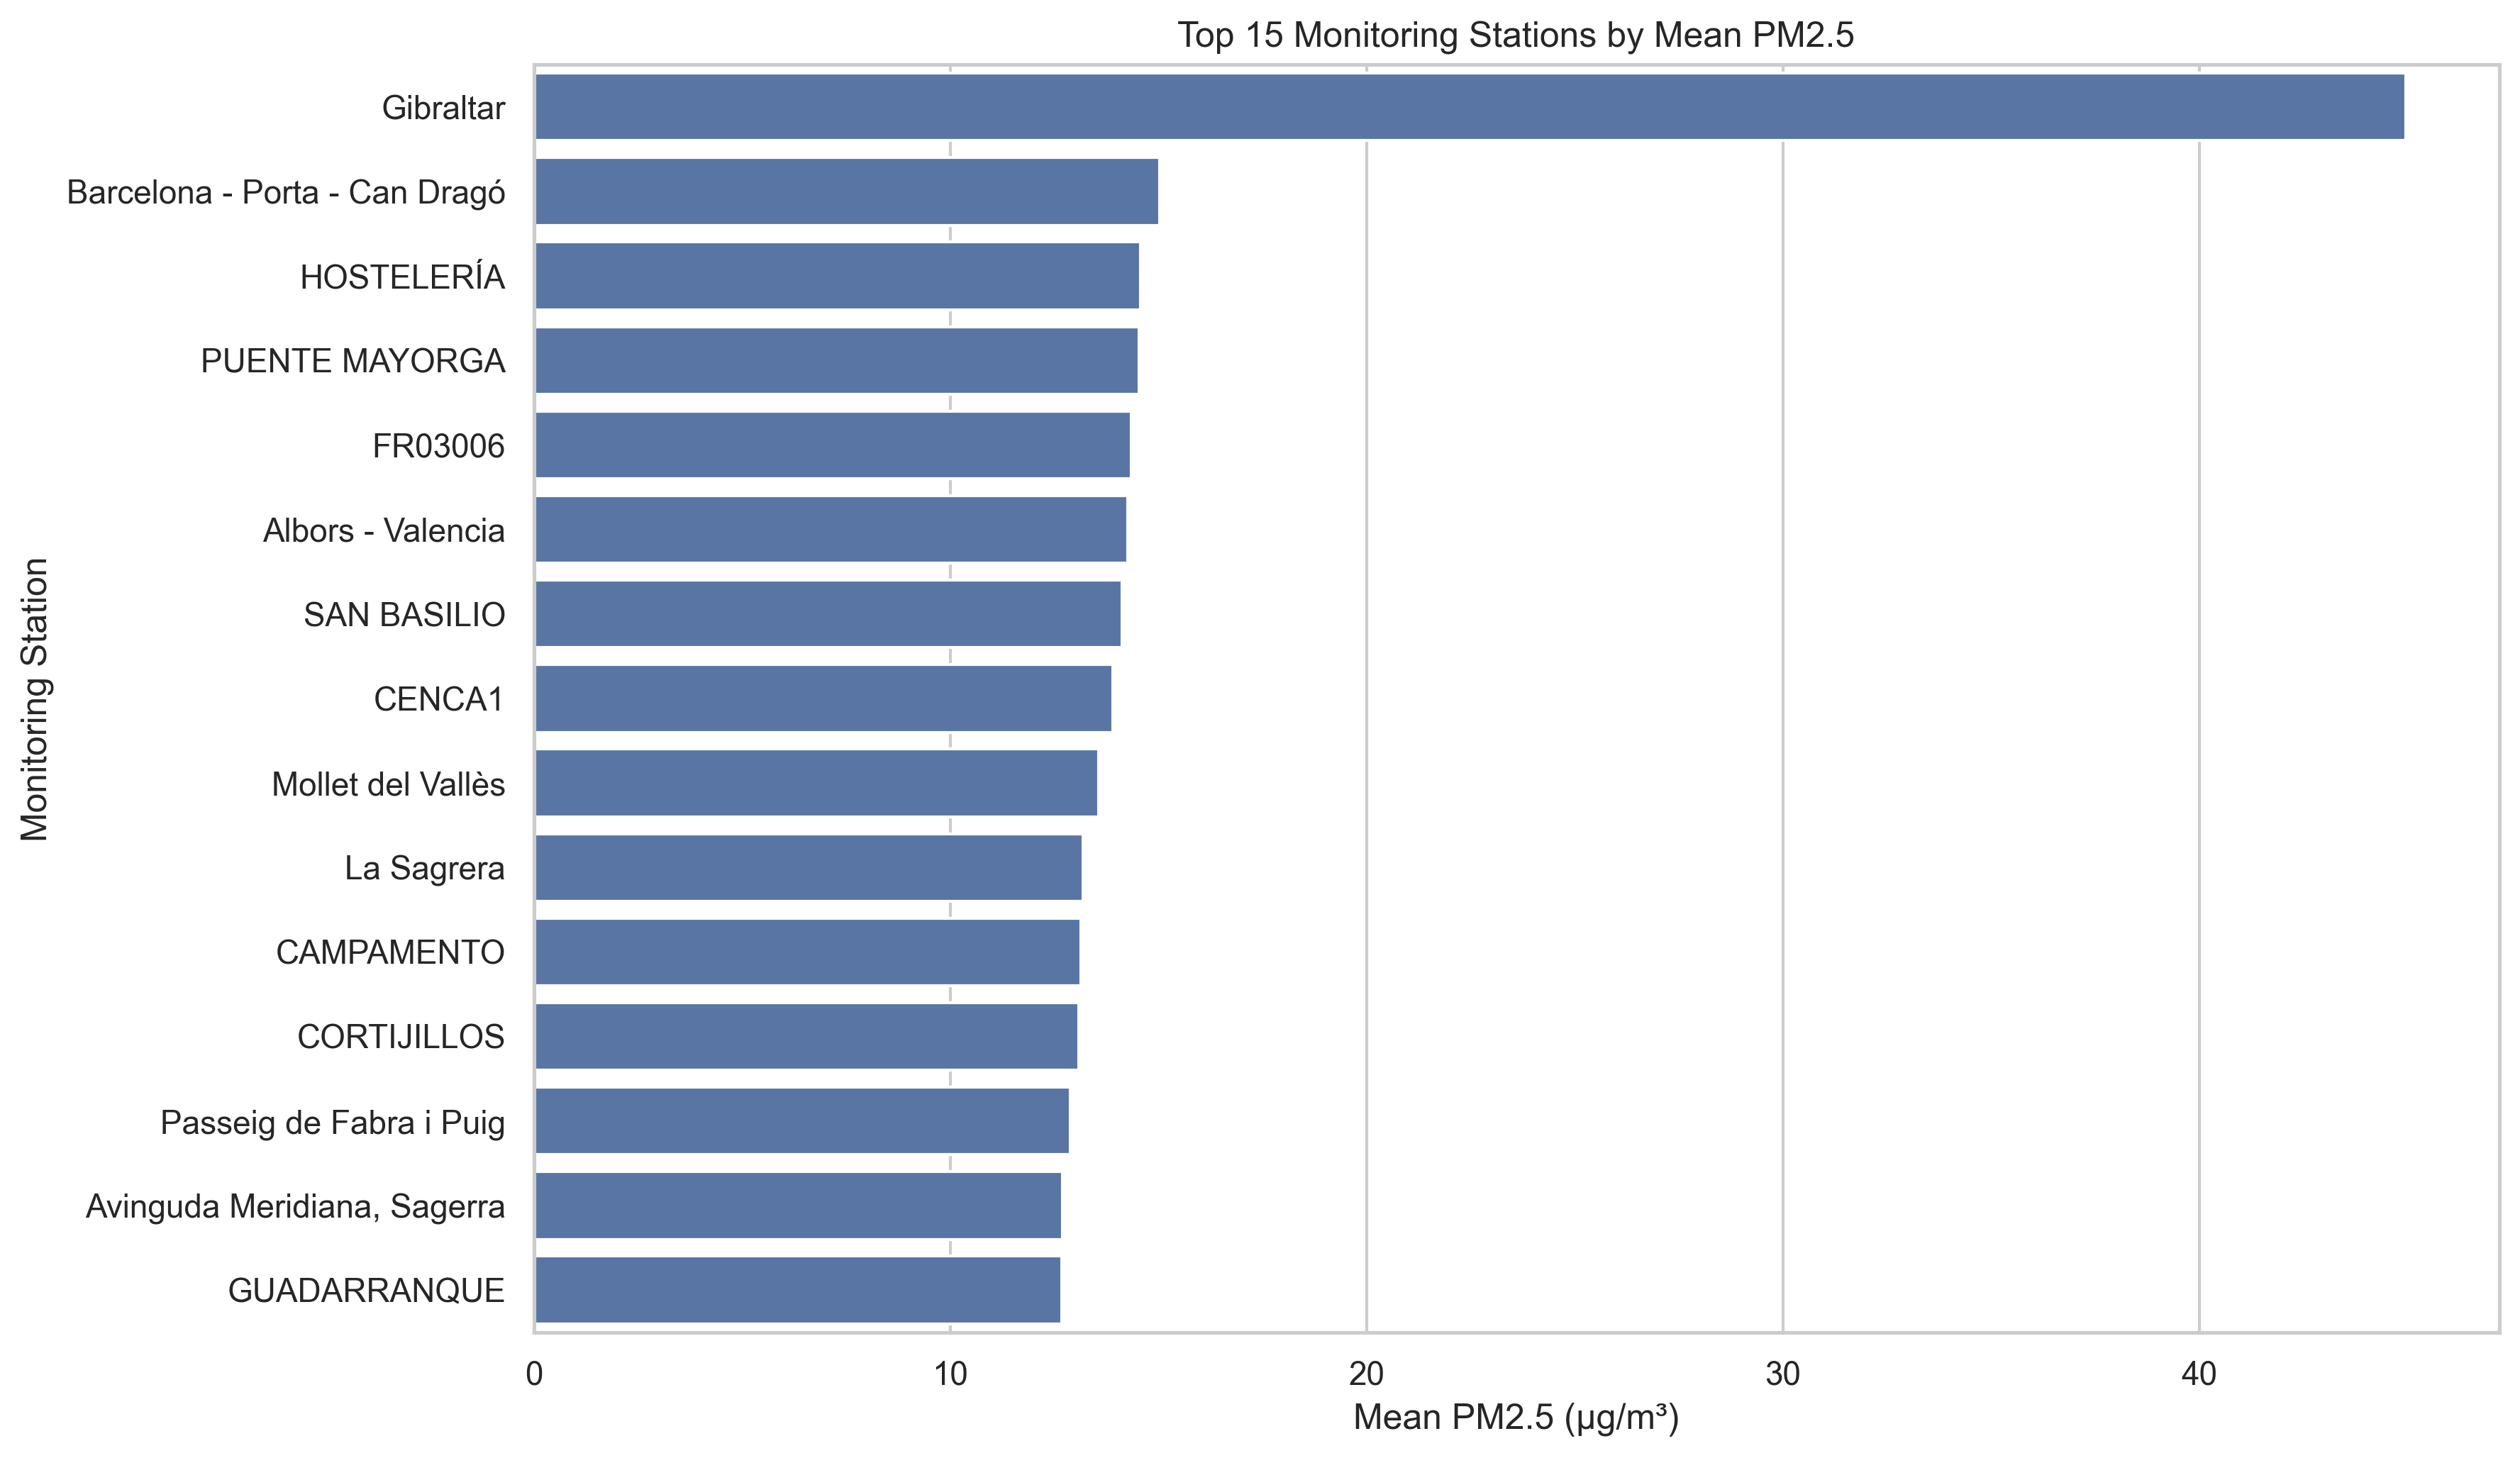 Top 15 Monitoring Stations by Mean PM2.5
Monitoring Station
Gibraltar
Barcelona - Porta - Can Dragó
HOSTELERÍA
PUENTE MAYORGA
FR03006
Albors - Valencia
SAN BASILIO
CENCA1
Mollet del Vallès
La Sagrera
CAMPAMENTO
CORTIJILLOS
Passeig de Fabra i Puig
Avinguda Meridiana, Sagerra
GUADARRANQUE
0 10 20 30 40
Mean PM2.5 (µg/m³)